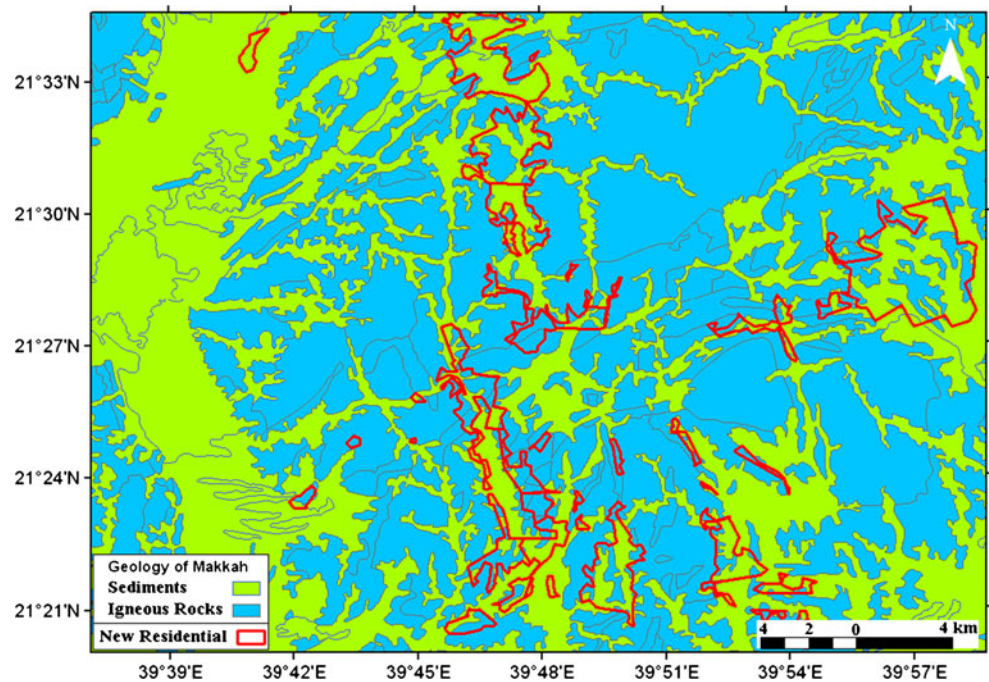 N
21°33'N
21°30'N
21°27'N
21°24'N
21°21'N
Geology of Makkah
Sediments
Igneous Rocks
New Residential
4 2 0 4 km
39°39'E 39°42'E 39°45'E 39°48'E 39°51'E 39°54'E 39°57'E